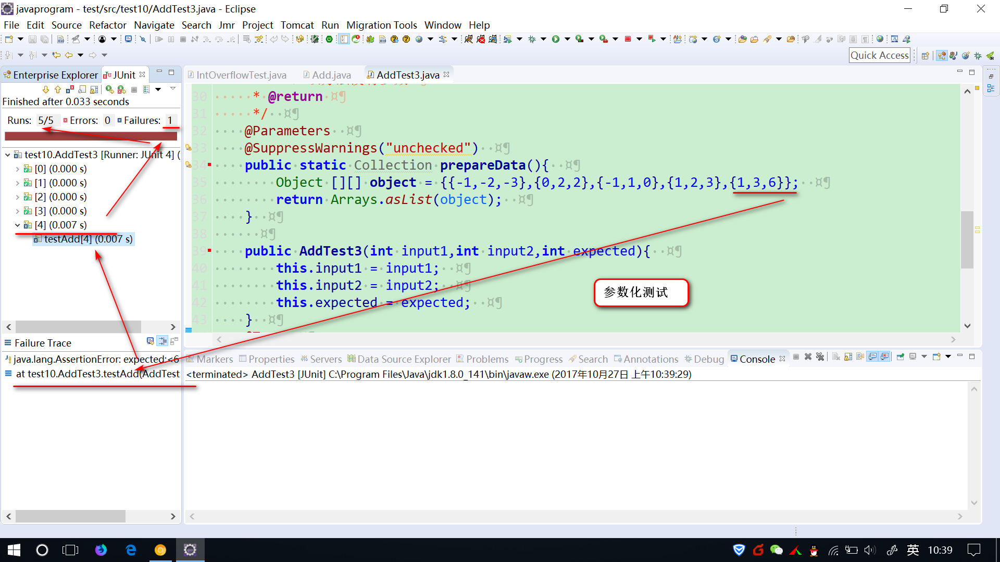 javaprogram - test/src/test10/AddTest3.java - Eclipse
File Edit Source Refactor Navigate Search Jmr Project Tomcat Run Migration Tools Window Help
Quick Access
Enterprise Explorer
JUnit
Finished after 0.033 seconds
Runs: 5/5 Errors: 0 Failures: 1
test10.AddTest3 [Runner: JUnit 4] (
[0] (0.000 s)
[1] (0.000 s)
[2] (0.000 s)
[3] (0.000 s)
[4] (0.007 s)
testAdd[4] (0.007 s)
Failure Trace
java.lang.AssertionError: expected:<6
at test10.AddTest3.testAdd(AddTest
IntOverflowTest.java Add.java AddTest3.java
30 * @return ¤¶
31 */ ¤¶
32 @Parameters ¤¶
33 @SuppressWarnings("unchecked") ¤¶
34 public static Collection prepareData(){ ¤¶
35 Object [][] object = {{-1,-2,-3},{0,2,2},{-1,1,0},{1,2,3},{1,3,6}}; ¤¶
36 return Arrays.asList(object); ¤¶
37 } ¤¶
38 ¤¶
39 public AddTest3(int input1,int input2,int expected){ ¤¶
40 this.input1 = input1; ¤¶
41 this.input2 = input2; ¤¶
42 this.expected = expected; ¤¶
43 } ¤¶
参数化测试
Markers Properties Servers Data Source Explorer Problems Progress Search Annotations Debug Console
<terminated> AddTest3 [JUnit] C:\Program Files\Java\jdk1.8.0_141\bin\javaw.exe (2017年10月27日 上午10:39:29)
英 10:39